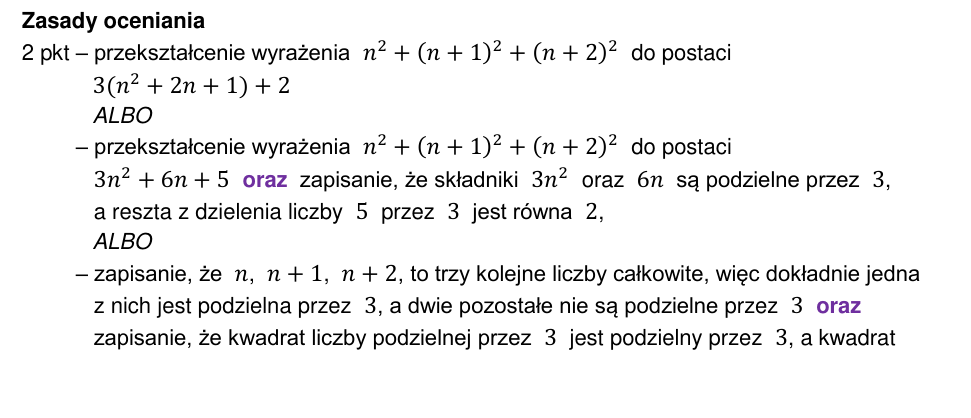 Zasady oceniania
2 pkt – przekształcenie wyrażenia n² + (n + 1)² + (n + 2)² do postaci
3(n² + 2n + 1) + 2
ALBO
– przekształcenie wyrażenia n² + (n + 1)² + (n + 2)² do postaci
3n² + 6n + 5 oraz zapisanie, że składniki 3n² oraz 6n są podzielne przez 3,
a reszta z dzielenia liczby 5 przez 3 jest równa 2,
ALBO
– zapisanie, że n, n + 1, n + 2, to trzy kolejne liczby całkowite, więc dokładnie jedna
z nich jest podzielna przez 3, a dwie pozostałe nie są podzielne przez 3 oraz
zapisanie, że kwadrat liczby podzielnej przez 3 jest podzielny przez 3, a kwadrat